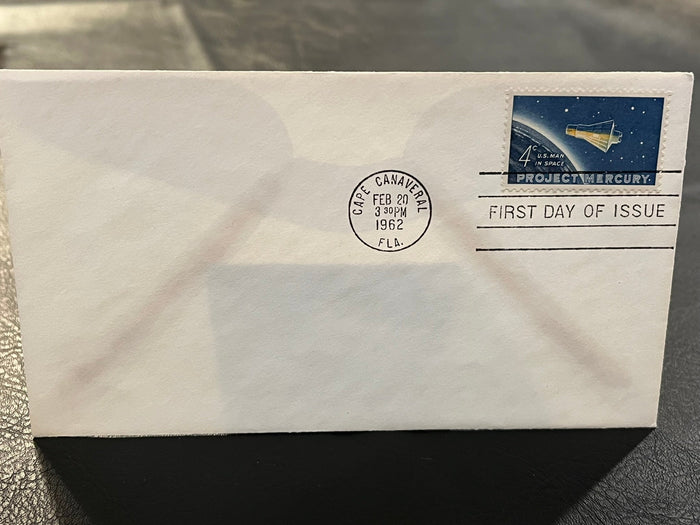 4¢
U.S. MAN
IN SPACE
PROJECT MERCURY
CAPE CANAVERAL
FEB 20
3 30PM
1962
FLA.
FIRST DAY OF ISSUE